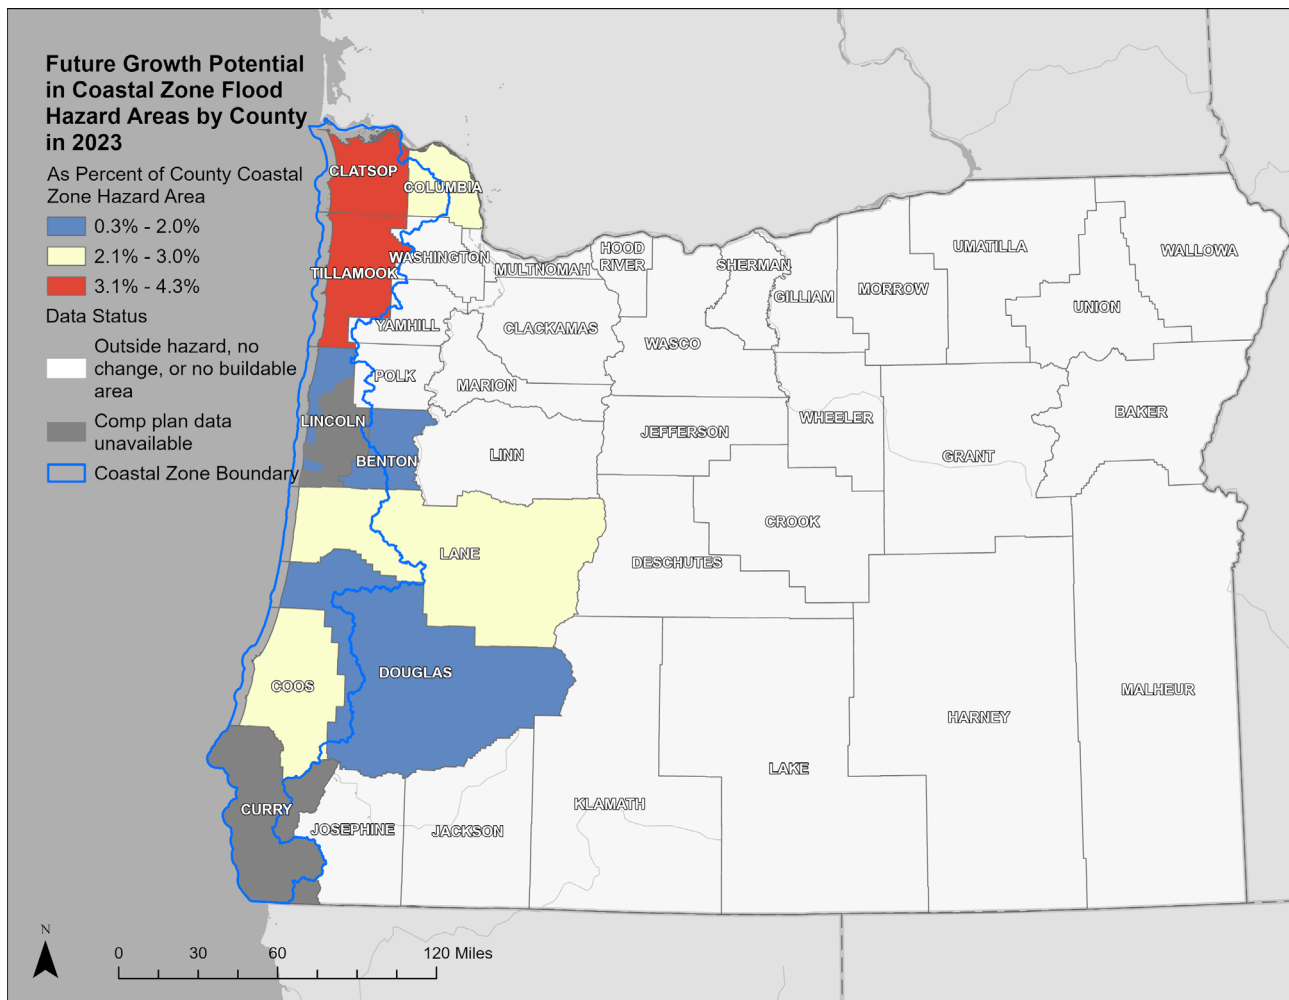 Future Growth Potential
in Coastal Zone Flood
Hazard Areas by County
in 2023
As Percent of County Coastal
Zone Hazard Area
0.3% - 2.0%
2.1% - 3.0%
3.1% - 4.3%
Data Status
Outside hazard, no
change, or no buildable
area
Comp plan data
unavailable
Coastal Zone Boundary
CLATSOP
COLUMBIA
TILLAMOOK
WASHINGTON
MULTNOMAH
HOOD
RIVER
SHERMAN
GILLIAM
MORROW
UMATILLA
WALLOWA
UNION
YAMHILL
CLACKAMAS
WASCO
POLK
MARION
LINCOLN
BENTON
LINN
JEFFERSON
WHEELER
GRANT
BAKER
LANE
CROOK
DESCHUTES
DOUGLAS
COOS
HARNEY
MALHEUR
LAKE
KLAMATH
CURRY
JOSEPHINE
JACKSON
N
0 30 60 120 Miles